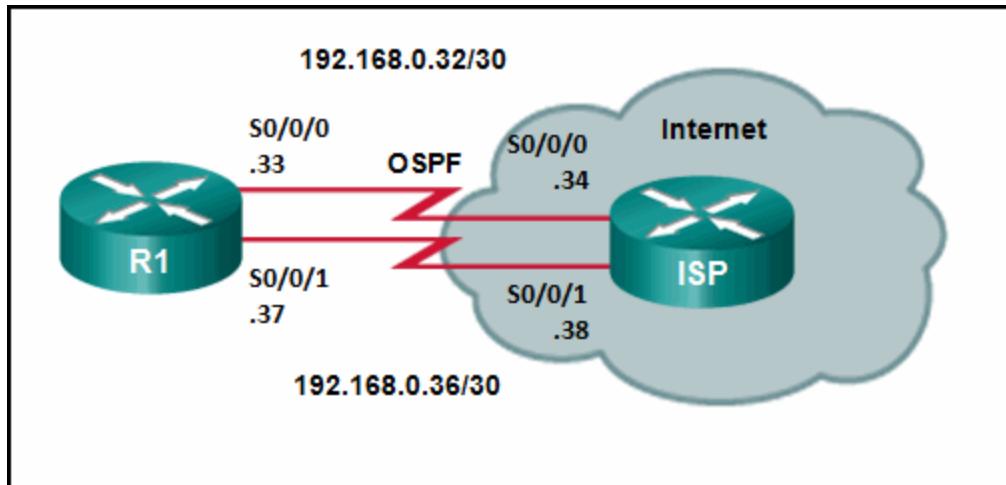 192.168.0.32/30
S0/0/0
.33
OSPF
S0/0/0
.34
Internet
R1
ISP
S0/0/1
.37
S0/0/1
.38
192.168.0.36/30